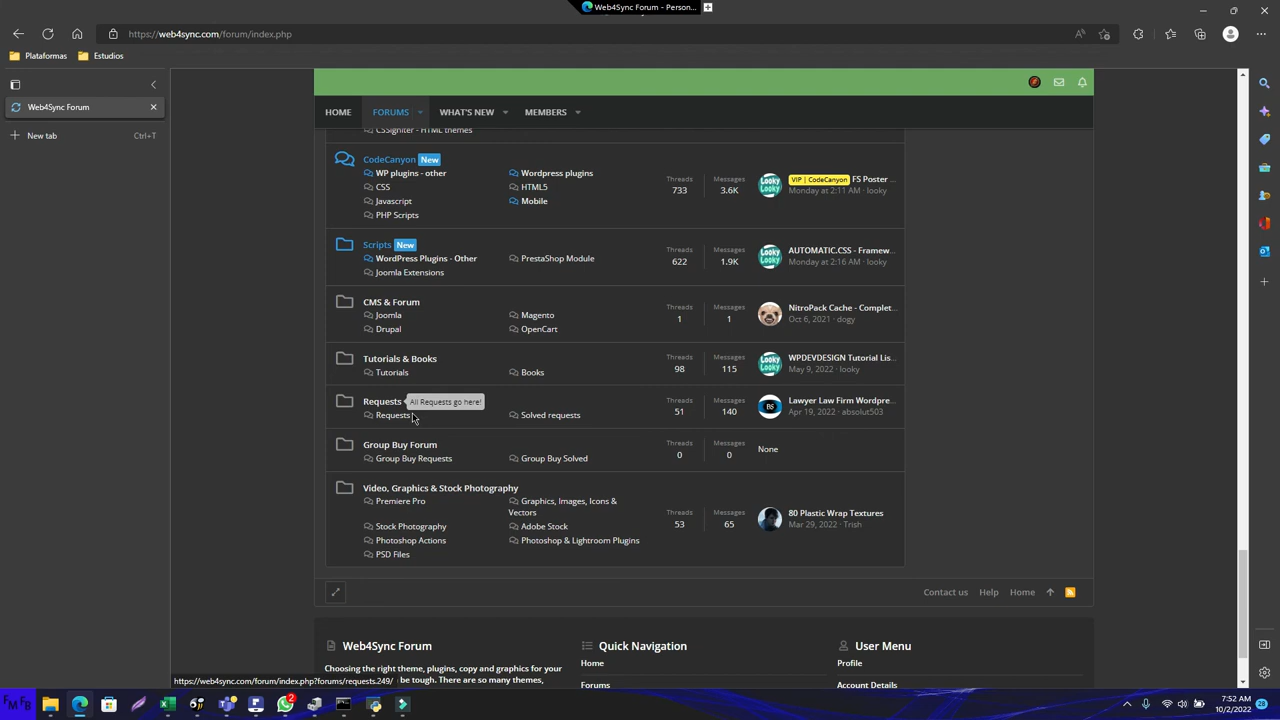 Web4Sync Forum - Person...
https://web4sync.com/forum/index.php
Plataformas
Estudios
Web4Sync Forum
New tab
Ctrl+T
HOME
FORUMS
WHAT'S NEW
MEMBERS
CSSIgniter - HTML themes
CodeCanyon New
WP plugins - other
Wordpress plugins
CSS
HTML5
Javascript
Mobile
PHP Scripts
Threads
733
Messages
3.6K
Looky Looky
VIP | CodeCanyon FS Poster ...
Monday at 2:11 AM · looky
Scripts New
WordPress Plugins - Other
PrestaShop Module
Joomla Extensions
Threads
622
Messages
1.9K
Looky Looky
AUTOMATIC.CSS - Framew...
Monday at 2:16 AM · looky
CMS & Forum
Joomla
Magento
Drupal
OpenCart
Threads
1
Messages
1
NitroPack Cache - Complet...
Oct 6, 2021 · dogy
Tutorials & Books
Tutorials
Books
Threads
98
Messages
115
Looky Looky
WPDEVDESIGN Tutorial Lis...
May 9, 2022 · looky
Requests
All Requests go here!
Requests
Solved requests
Threads
51
Messages
140
BS
Lawyer Law Firm Wordpre...
Apr 19, 2022 · absolut503
Group Buy Forum
Group Buy Requests
Group Buy Solved
Threads
0
Messages
0
None
Video, Graphics & Stock Photography
Premiere Pro
Graphics, Images, Icons &
Vectors
Stock Photography
Adobe Stock
Photoshop Actions
Photoshop & Lightroom Plugins
PSD Files
Threads
53
Messages
65
80 Plastic Wrap Textures
Mar 29, 2022 · Trish
Contact us
Help
Home
Web4Sync Forum
Quick Navigation
User Menu
Choosing the right theme, plugins, copy and graphics for your
be tough. There are so many themes,
Home
Profile
Forums
Account Details
https://web4sync.com/forum/index.php?forums/requests.249/
FMFB
2
7:52 AM
10/2/2022
28